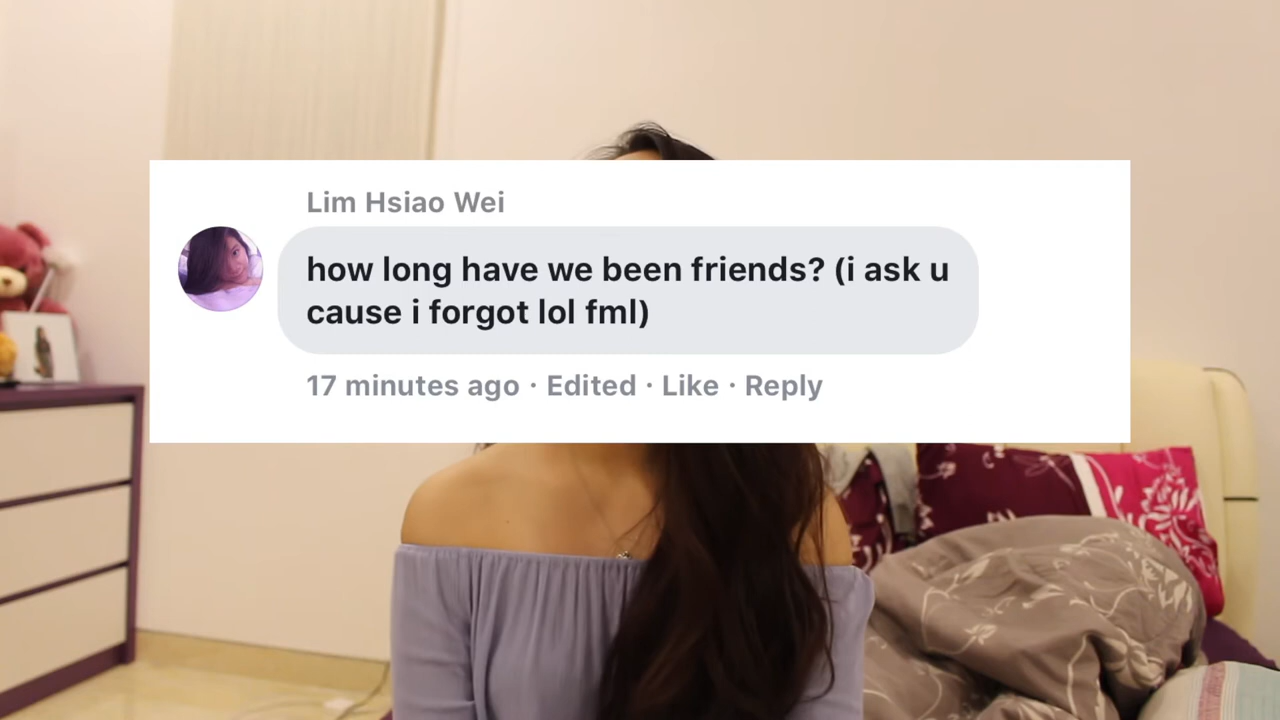 Lim Hsiao Wei
how long have we been friends? (i ask u
cause i forgot lol fml)
17 minutes ago · Edited · Like · Reply